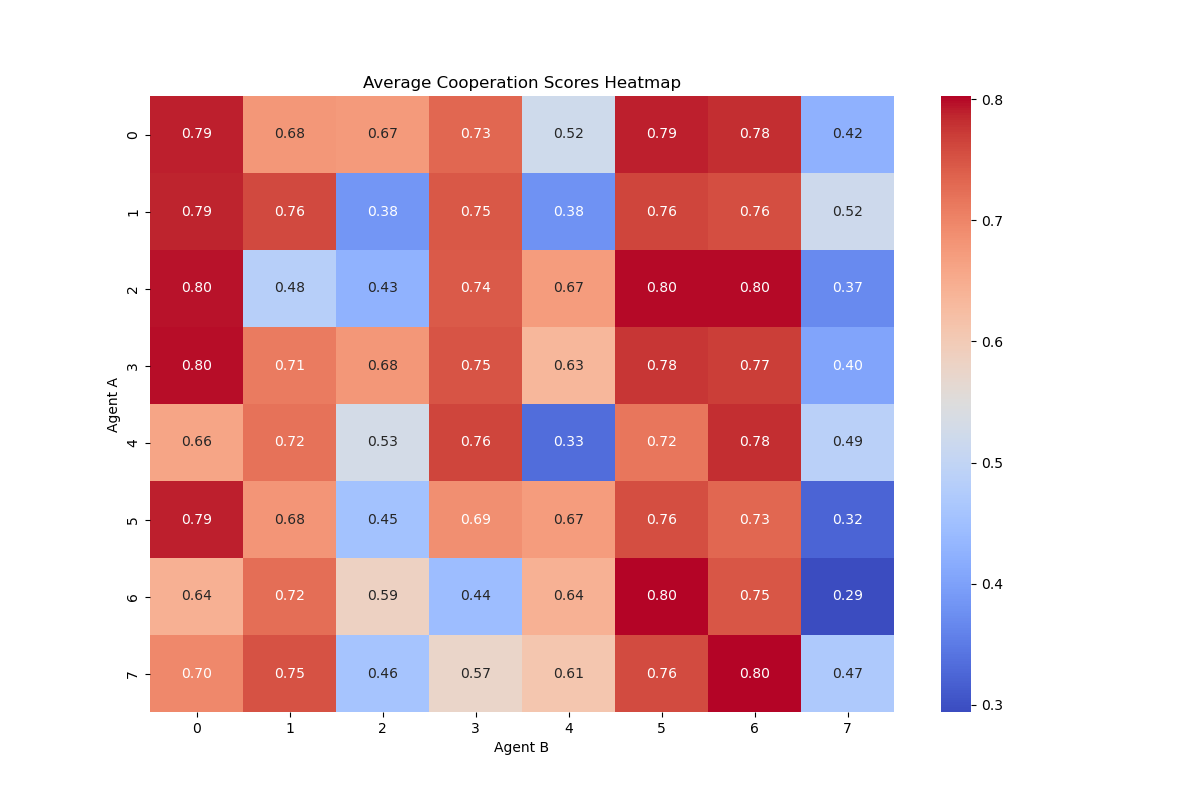 Average Cooperation Scores Heatmap
0 0.79 0.68 0.67 0.73 0.52 0.79 0.78 0.42
1 0.79 0.76 0.38 0.75 0.38 0.76 0.76 0.52
2 0.80 0.48 0.43 0.74 0.67 0.80 0.80 0.37
3 0.80 0.71 0.68 0.75 0.63 0.78 0.77 0.40
4 0.66 0.72 0.53 0.76 0.33 0.72 0.78 0.49
5 0.79 0.68 0.45 0.69 0.67 0.76 0.73 0.32
6 0.64 0.72 0.59 0.44 0.64 0.80 0.75 0.29
7 0.70 0.75 0.46 0.57 0.61 0.76 0.80 0.47
0 1 2 3 4 5 6 7
Agent B
Agent A
0.8
0.7
0.6
0.5
0.4
0.3